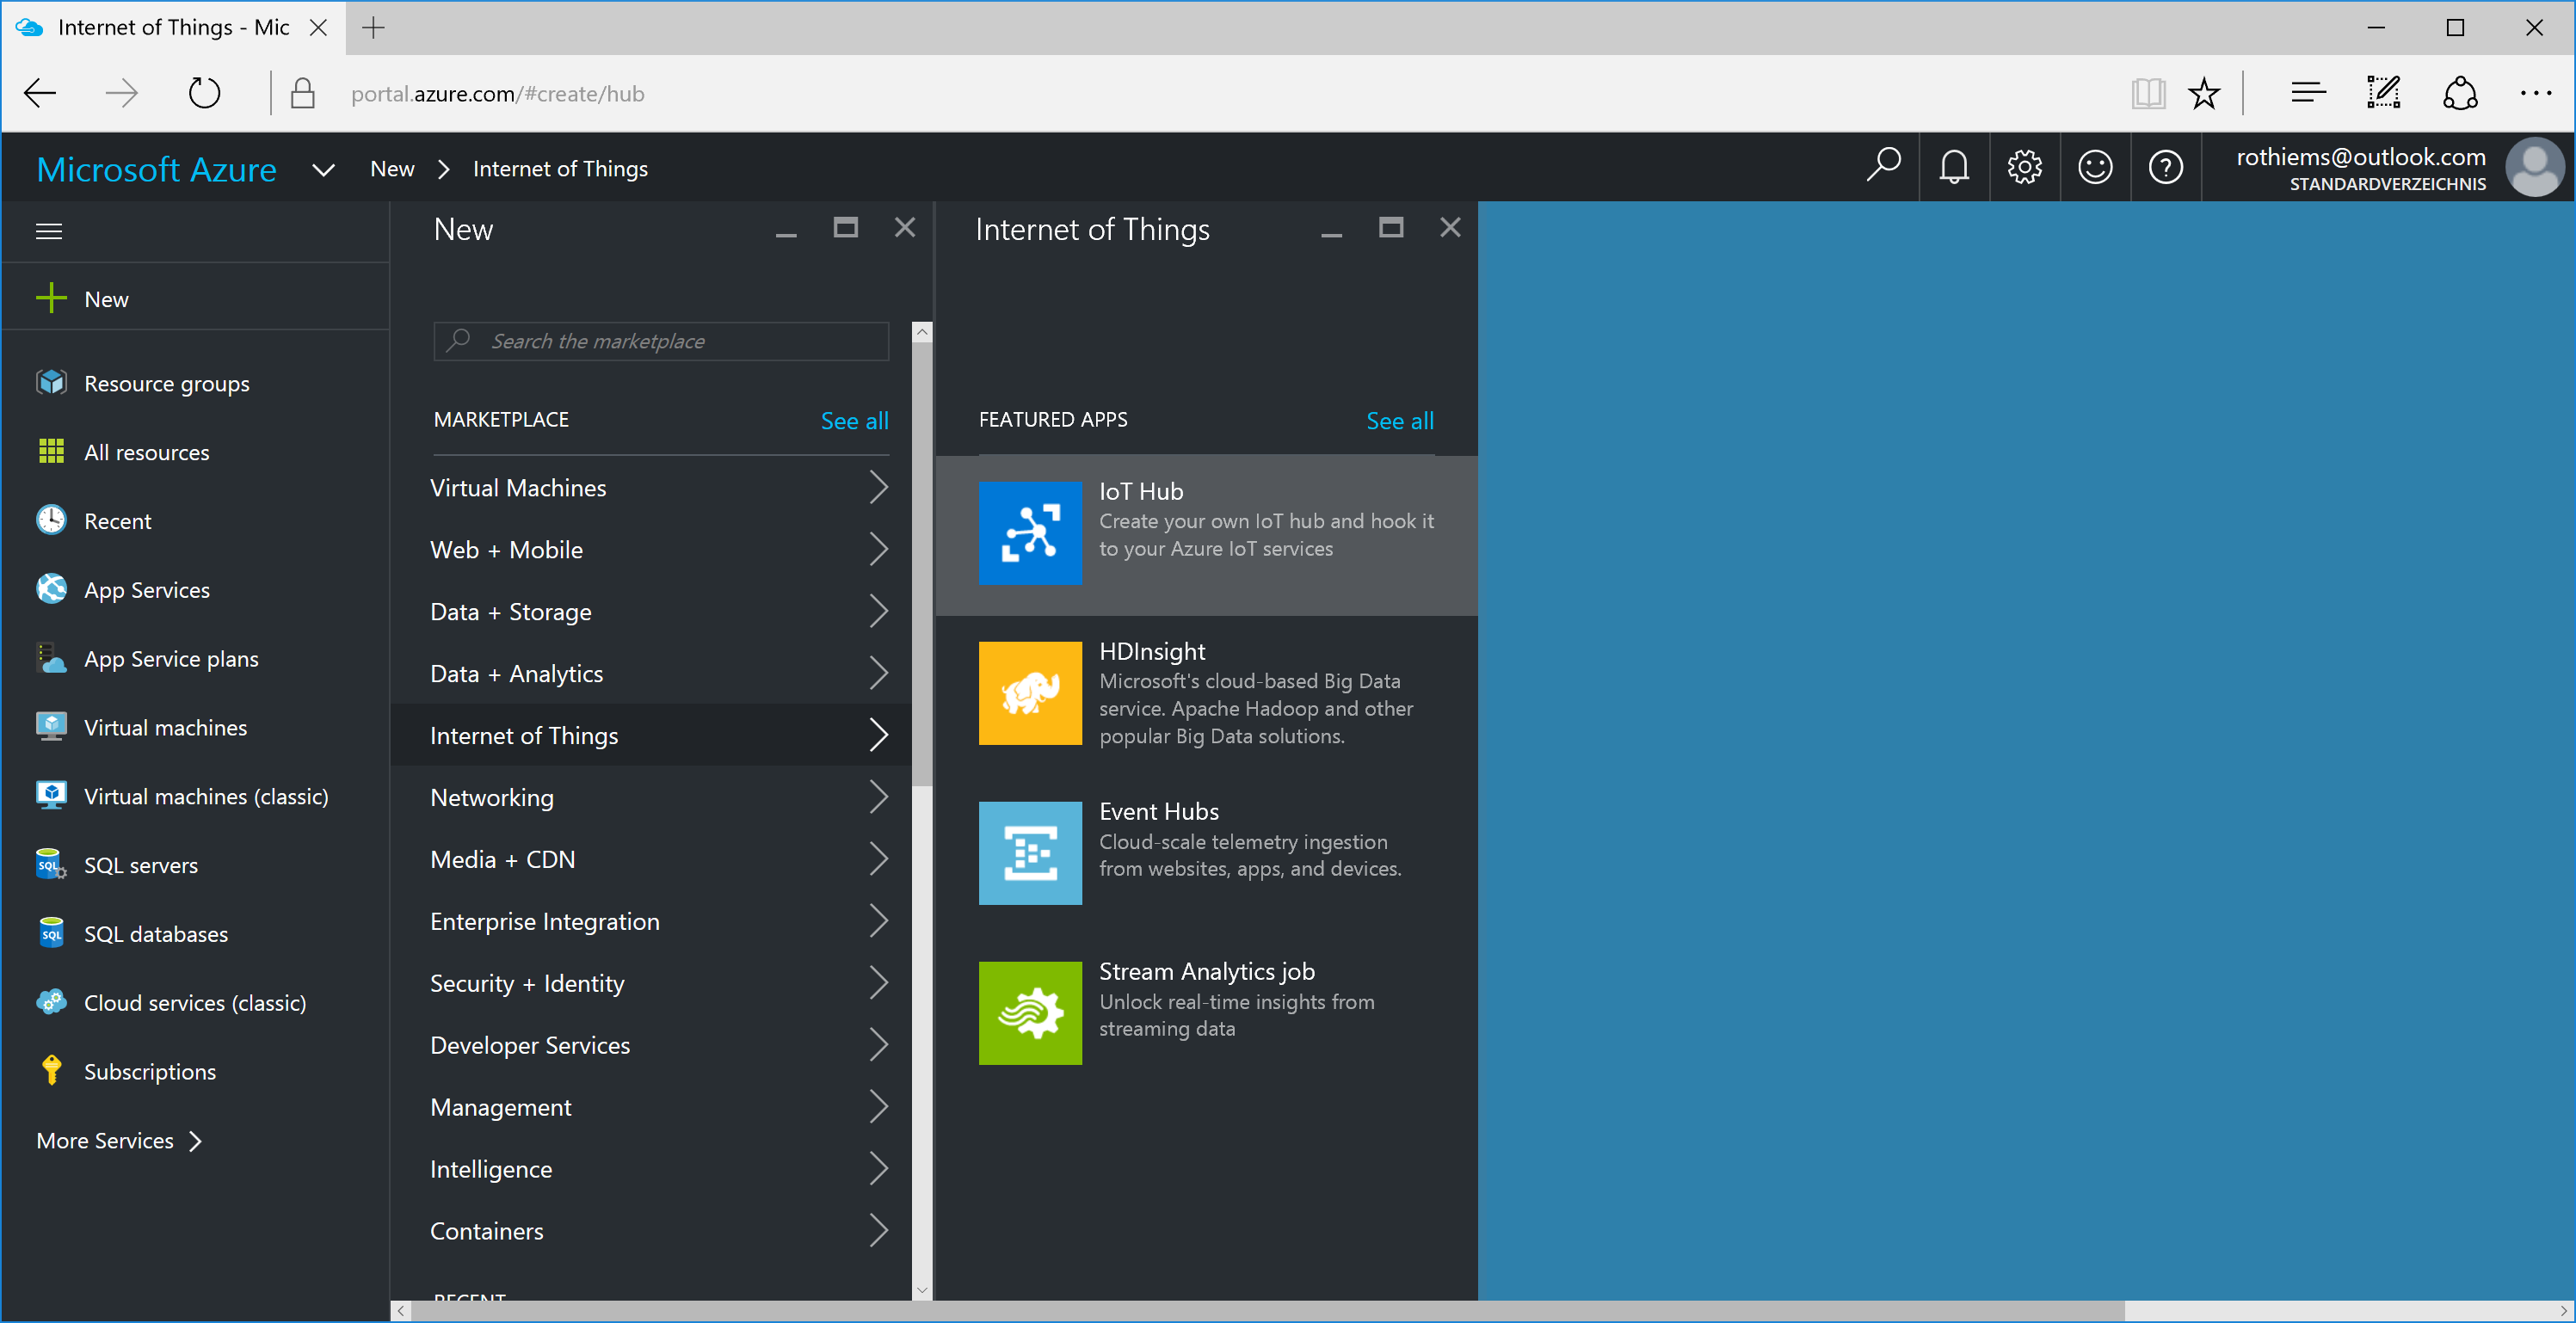 Internet of Things - Mic
portal.azure.com/#create/hub
Microsoft Azure
New
Internet of Things
rothiems@outlook.com
STANDARDVERZEICHNIS
New
Resource groups
All resources
Recent
App Services
App Service plans
Virtual machines
Virtual machines (classic)
SQL
SQL servers
SQL
SQL databases
Cloud services (classic)
Subscriptions
More Services
New
Search the marketplace
MARKETPLACE
See all
Virtual Machines
Web + Mobile
Data + Storage
Data + Analytics
Internet of Things
Networking
Media + CDN
Enterprise Integration
Security + Identity
Developer Services
Management
Intelligence
Containers
RECENT
Internet of Things
FEATURED APPS
See all
IoT Hub
Create your own IoT hub and hook it
to your Azure IoT services
HDInsight
Microsoft's cloud-based Big Data
service. Apache Hadoop and other
popular Big Data solutions.
Event Hubs
Cloud-scale telemetry ingestion
from websites, apps, and devices.
Stream Analytics job
Unlock real-time insights from
streaming data